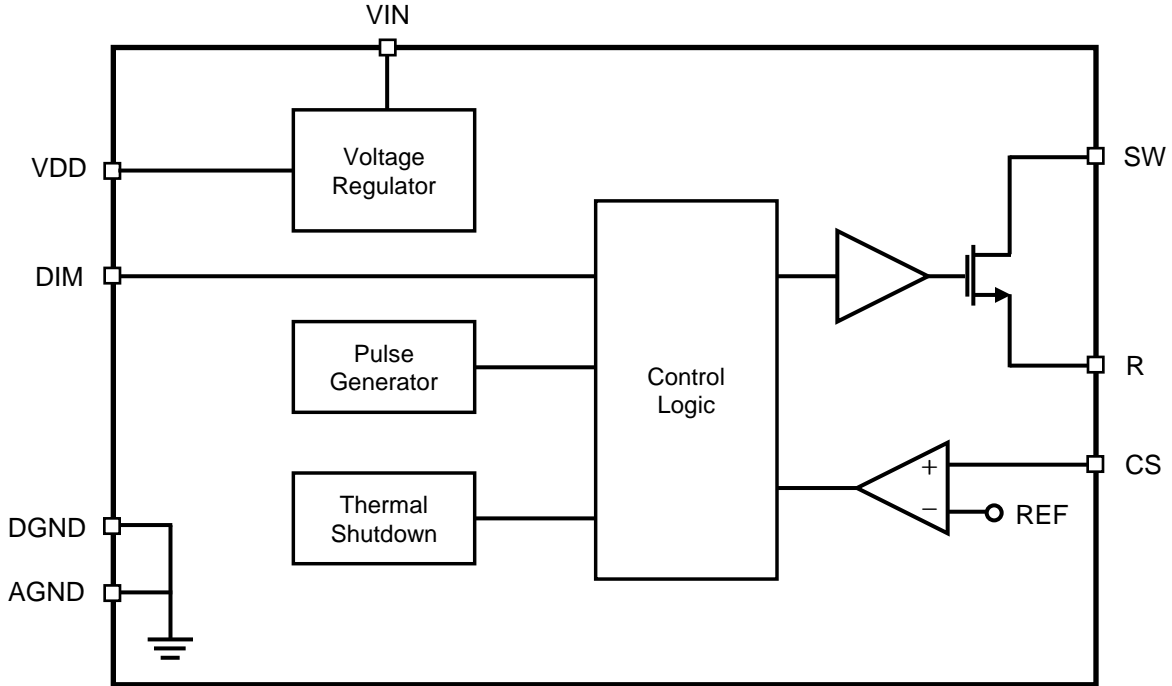 VIN
VDD
Voltage
Regulator
SW
DIM
Pulse
Generator
Control
Logic
R
+
CS
−
REF
Thermal
Shutdown
DGND
AGND